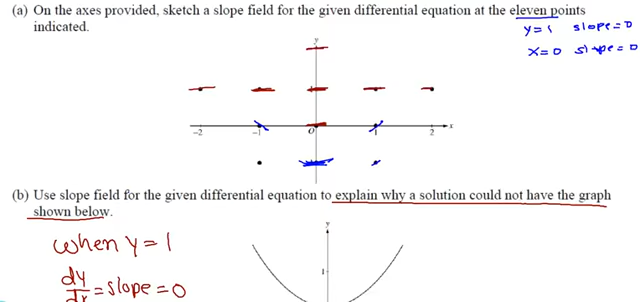 (a) On the axes provided, sketch a slope field for the given differential equation at the eleven points
indicated.
y=1 slope=0
x=0 slope=0
y
-2 -1 O 1 2 x
(b) Use slope field for the given differential equation to explain why a solution could not have the graph
shown below.
when y=1
dy/dx = slope = 0
y
1